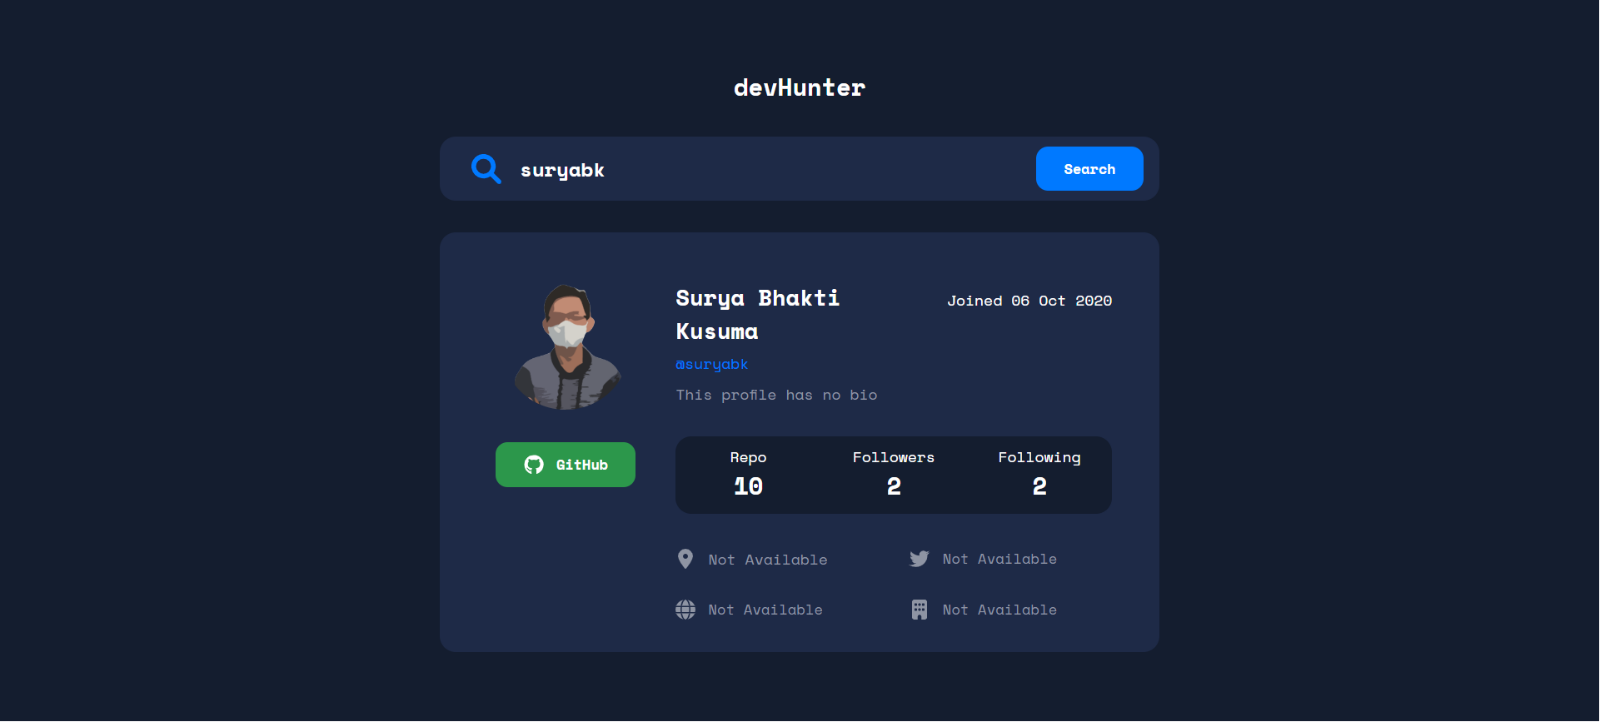 devHunter
suryabk
Search
Surya Bhakti
Kusuma
Joined 06 Oct 2020
@suryabk
This profile has no bio
GitHub
Repo Followers Following
10 2 2
Not Available Not Available
Not Available Not Available